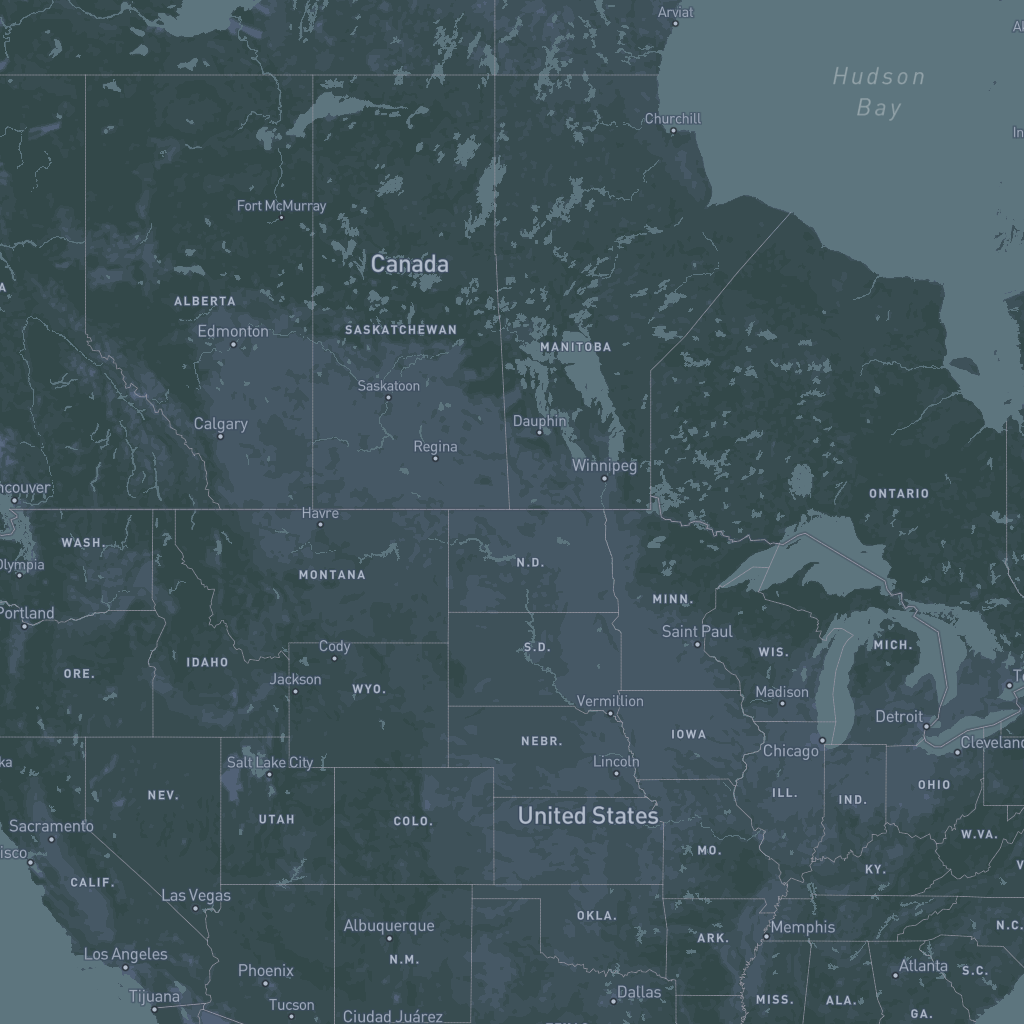 Arviat
Hudson
Bay
Churchill
Fort McMurray
Canada
ALBERTA
SASKATCHEWAN
Edmonton
MANITOBA
Saskatoon
Calgary
Dauphin
Regina
Winnipeg
ncouver
ONTARIO
Havre
WASH.
N.D.
Olympia
MONTANA
MINN.
Portland
Saint Paul
Cody
S.D.
MICH.
WIS.
IDAHO
ORE.
Jackson
WYO.
Madison
Vermillion
Detroit
IOWA
NEBR.
Chicago
Cleveland
Salt Lake City
Lincoln
NEV.
ILL.
IND.
OHIO
United States
UTAH
COLO.
Sacramento
W.VA.
isco
MO.
KY.
CALIF.
Las Vegas
OKLA.
Albuquerque
Memphis
N.C.
ARK.
Los Angeles
N.M.
Phoenix
Atlanta
S.C.
Tijuana
Dallas
Tucson
MISS.
ALA.
Ciudad Juárez
GA.